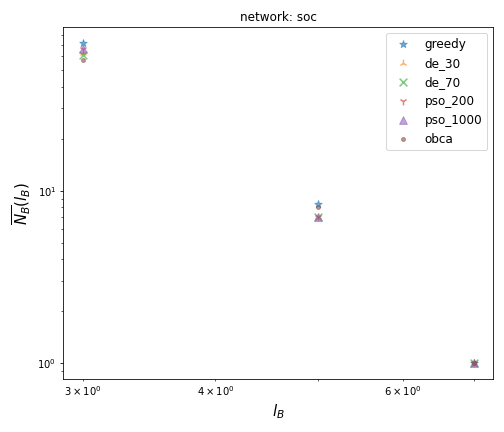 network: soc
greedy
de_30
de_70
pso_200
pso_1000
obca
10¹
10⁰
N̅_B̅(l_B)
3 × 10⁰
4 × 10⁰
6 × 10⁰
l_B